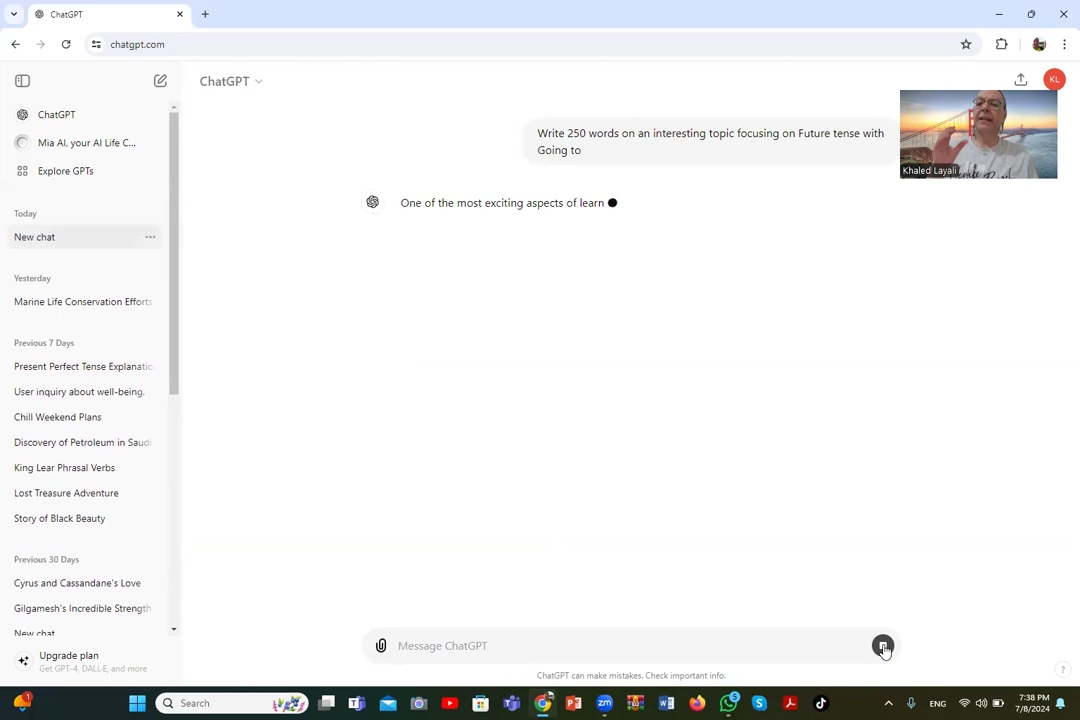 ChatGPT
chatgpt.com
ChatGPT
KL
ChatGPT
Mia AI, your AI Life C...
Explore GPTs
Today
New chat
Yesterday
Marine Life Conservation Efforts
Previous 7 Days
Present Perfect Tense Explanatio
User inquiry about well-being.
Chill Weekend Plans
Discovery of Petroleum in Saudi
King Lear Phrasal Verbs
Lost Treasure Adventure
Story of Black Beauty
Previous 30 Days
Cyrus and Cassandane's Love
Gilgamesh's Incredible Strength
New chat
Upgrade plan
Get GPT-4, DALL·E, and more
Write 250 words on an interesting topic focusing on Future tense with
Going to
Khaled Layali
One of the most exciting aspects of learn
Message ChatGPT
ChatGPT can make mistakes. Check important info.
?
Search
5
ENG
7:38 PM
7/8/2024